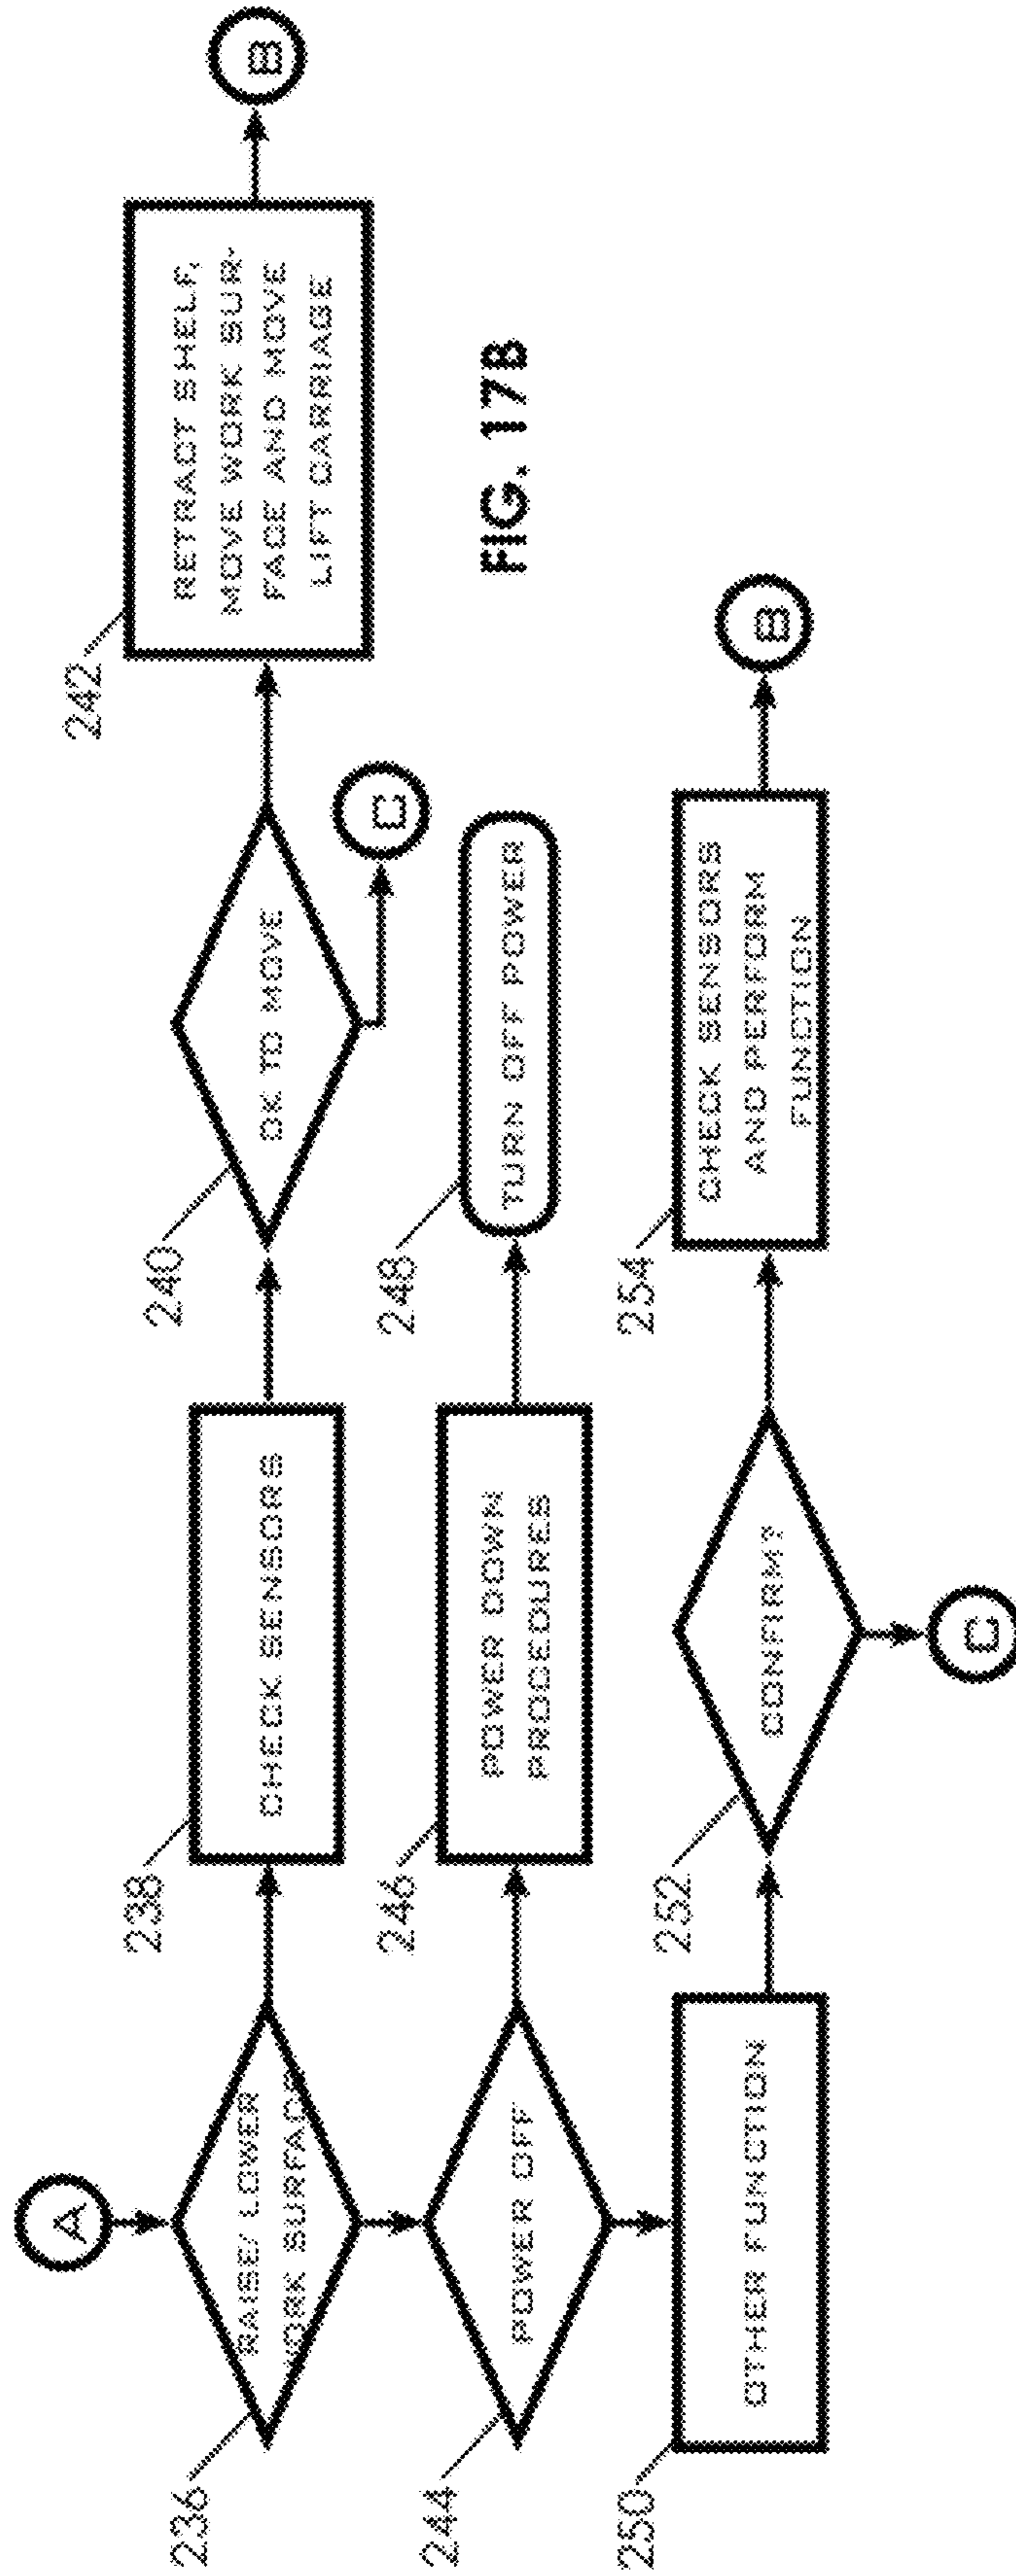 A
236
RAISE/ LOWER
WORK SURFACE
238
CHECK SENSORS
240
OK TO MOVE
C
242
RETRACT SHELF,
MOVE WORK SUR-
FACE AND MOVE
LIFT CARRIAGE
B
244
POWER OFF
246
POWER DOWN
PROCEDURES
248
TURN OFF POWER
FIG. 17B
250
OTHER FUNCTION
252
CONFIRM?
C
254
CHECK SENSORS
AND PERFORM
FUNCTION
B